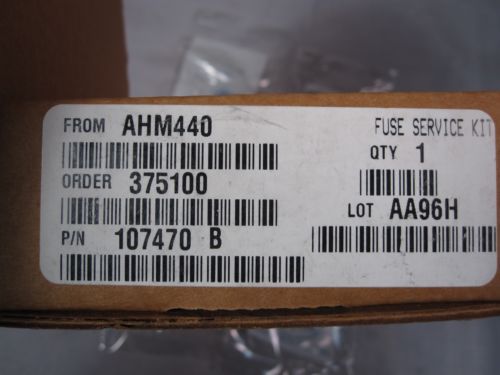 FROM AHM440
FUSE SERVICE KIT
QTY 1
ORDER 375100
LOT AA96H
P/N 107470 B